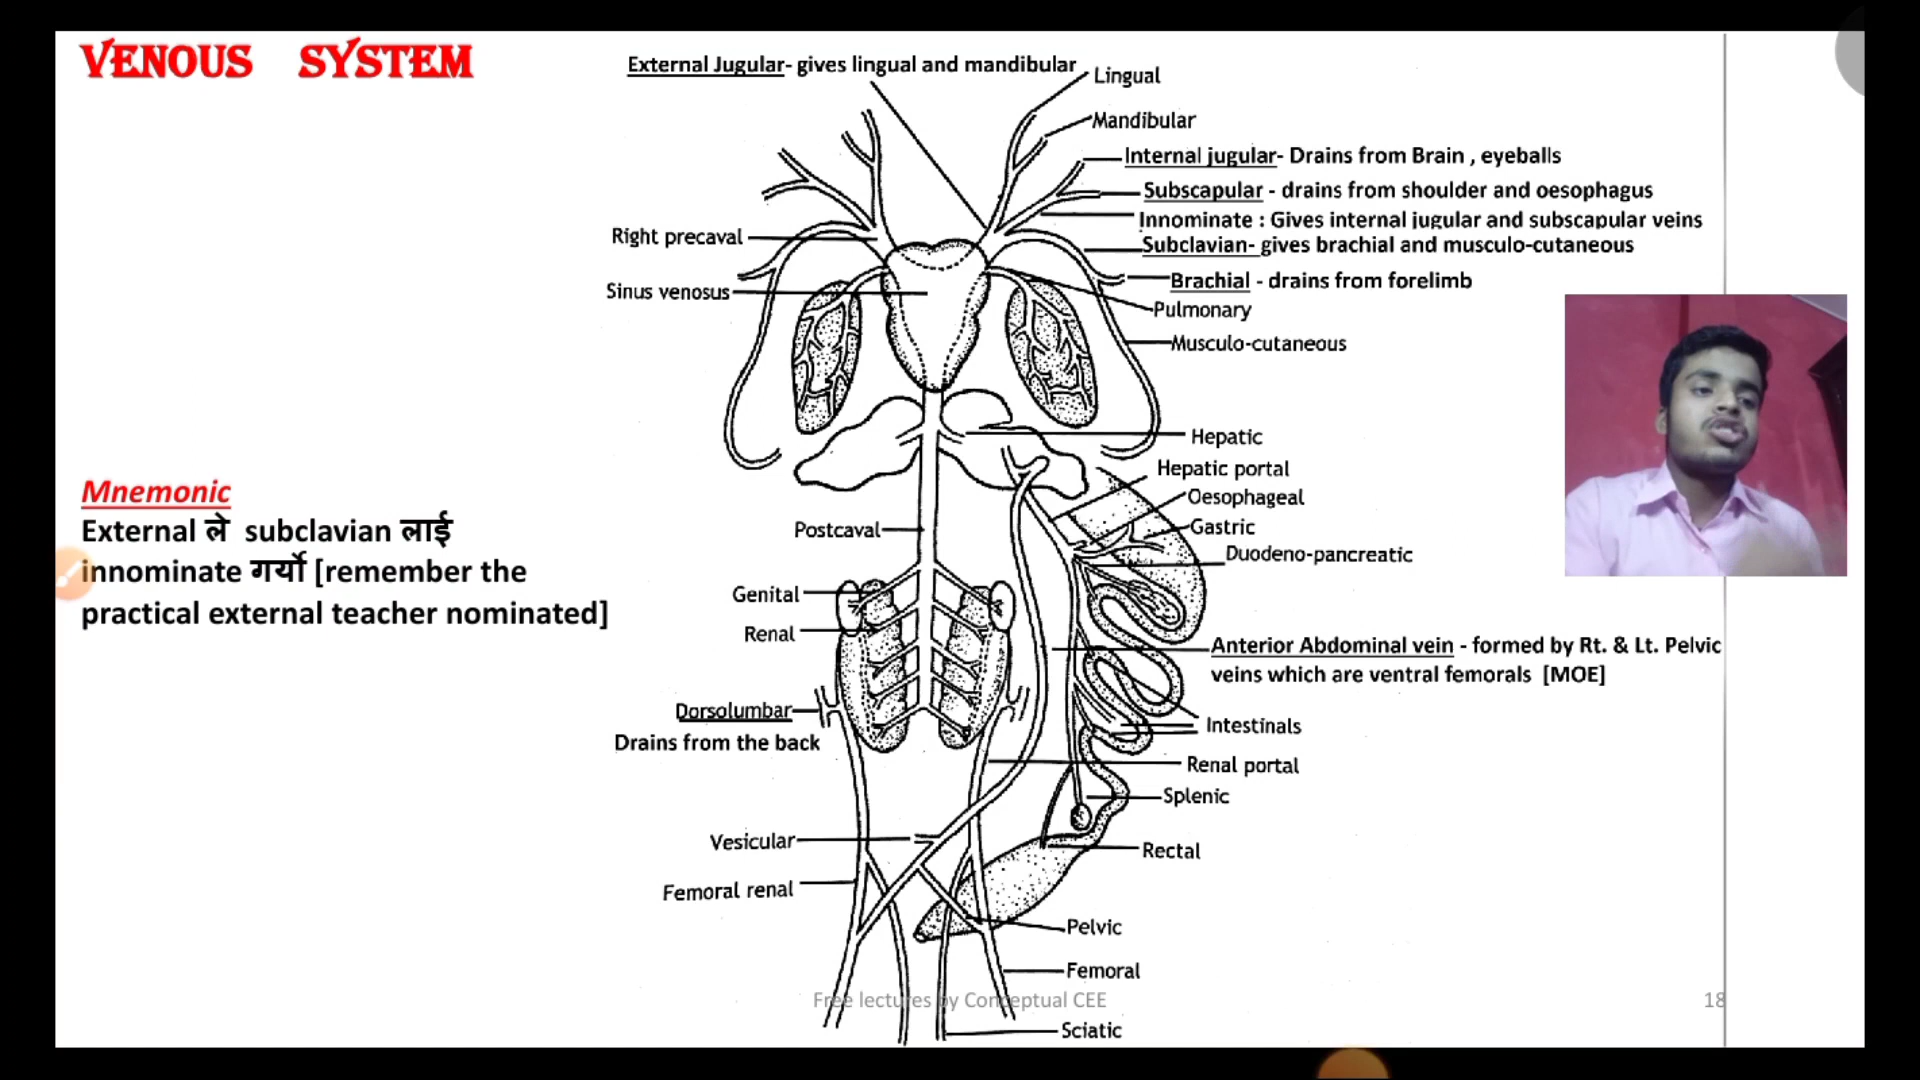 VENOUS SYSTEM
External Jugular- gives lingual and mandibular
Lingual
Mandibular
Internal jugular- Drains from Brain , eyeballs
Subscapular - drains from shoulder and oesophagus
Innominate : Gives internal jugular and subscapular veins
Subclavian- gives brachial and musculo-cutaneous
Right precaval
Brachial - drains from forelimb
Sinus venosus
Pulmonary
Musculo-cutaneous
Hepatic
Hepatic portal
Oesophageal
Gastric
Duodeno-pancreatic
Mnemonic
External ले subclavian लाई
innominate गर्यो [remember the
practical external teacher nominated]
Postcaval
Genital
Renal
Anterior Abdominal vein - formed by Rt. & Lt. Pelvic
veins which are ventral femorals [MOE]
Dorsolumbar
Drains from the back
Intestinals
Renal portal
Splenic
Vesicular
Rectal
Femoral renal
Pelvic
Femoral
Free lectures by Conceptual CEE
18
Sciatic